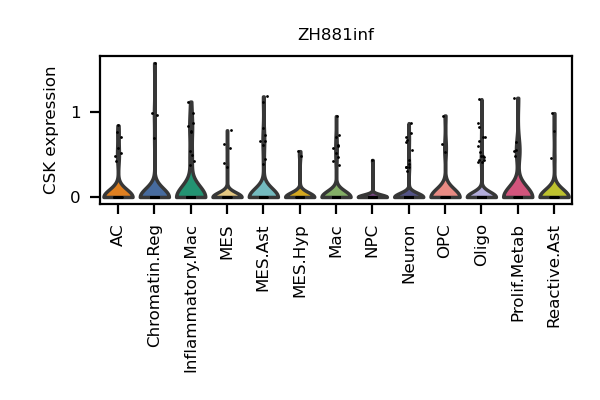 ZH881inf
CSK expression
1
0
AC
Chromatin.Reg
Inflammatory.Mac
MES
MES.Ast
MES.Hyp
Mac
NPC
Neuron
OPC
Oligo
Prolif.Metab
Reactive.Ast